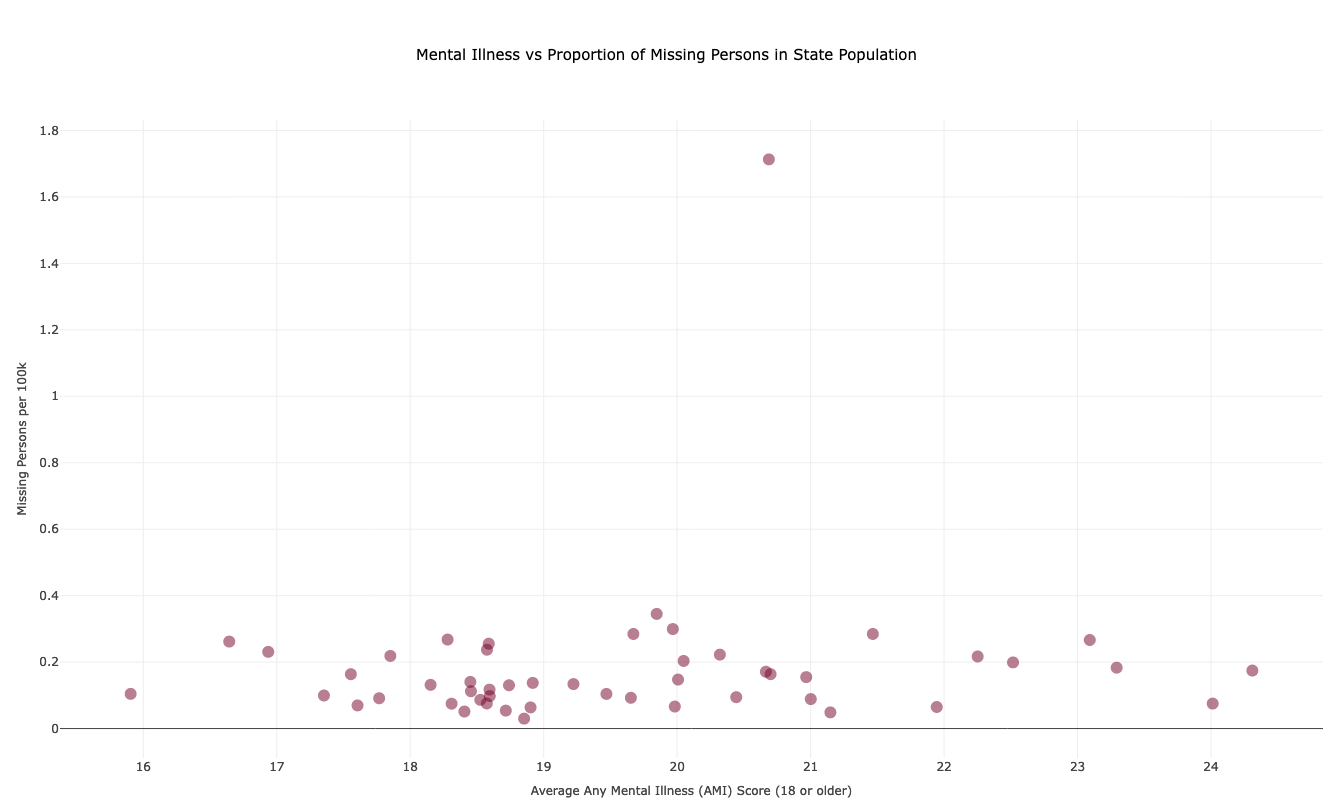 Mental Illness vs Proportion of Missing Persons in State Population
Missing Persons per 100k
1.8
1.6
1.4
1.2
1
0.8
0.6
0.4
0.2
0
16 17 18 19 20 21 22 23 24
Average Any Mental Illness (AMI) Score (18 or older)